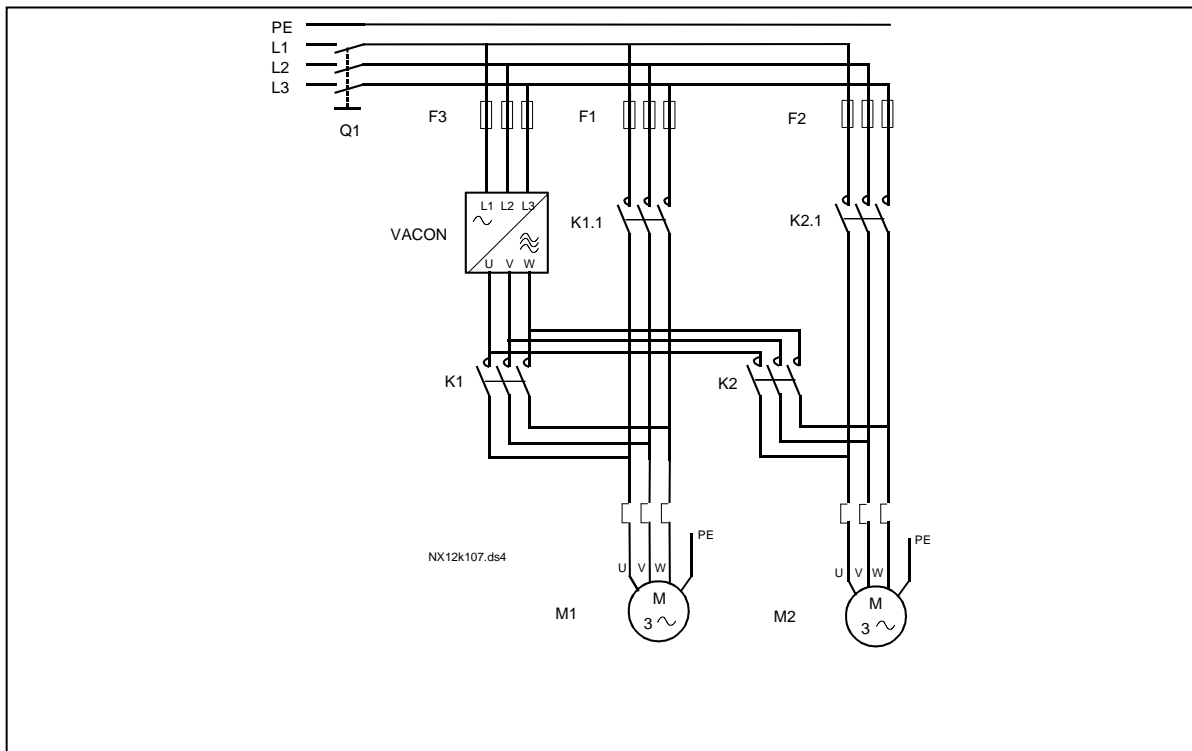 PE
L1
L2
L3
Q1
F3
F1
F2
L1 L2 L3
VACON
U V W
K1.1
K2.1
K1
K2
PE
PE
NX12k107.ds4
U V W
U V W
M1
M
3
M2
M
3